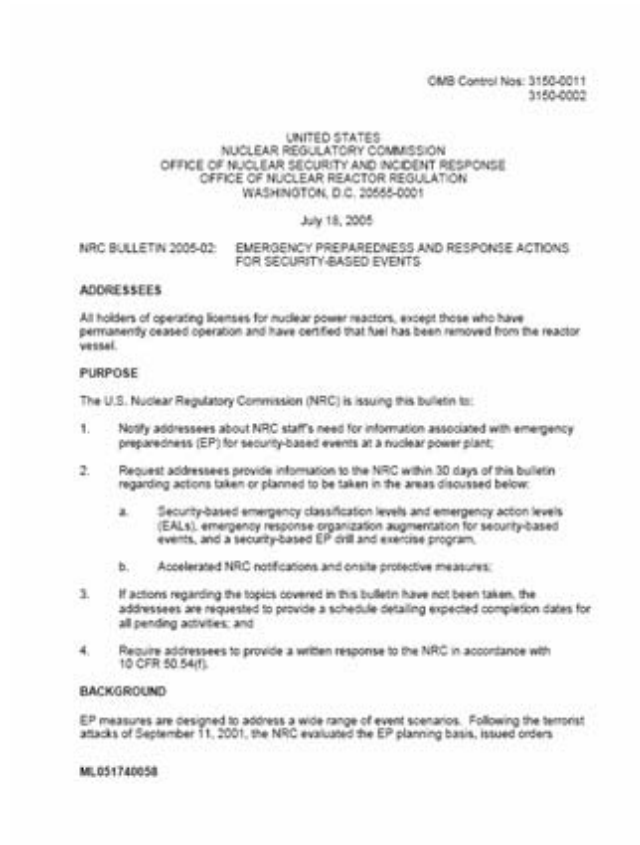 OMB Control Nos: 3150-0011
3150-0002
UNITED STATES
NUCLEAR REGULATORY COMMISSION
OFFICE OF NUCLEAR SECURITY AND INCIDENT RESPONSE
OFFICE OF NUCLEAR REACTOR REGULATION
WASHINGTON, D.C. 20555-0001
July 18, 2005
NRC BULLETIN 2005-02: EMERGENCY PREPAREDNESS AND RESPONSE ACTIONS
FOR SECURITY-BASED EVENTS
ADDRESSEES
All holders of operating licenses for nuclear power reactors, except those who have
permanently ceased operation and have certified that fuel has been removed from the reactor
vessel.
PURPOSE
The U.S. Nuclear Regulatory Commission (NRC) is issuing this bulletin to:
1. Notify addressees about NRC staff's need for information associated with emergency
preparedness (EP) for security-based events at a nuclear power plant;
2. Request addressees provide information to the NRC within 30 days of this bulletin
regarding actions taken or planned to be taken in the areas discussed below:
a. Security-based emergency classification levels and emergency action levels
(EALs), emergency response organization augmentation for security-based
events, and a security-based EP drill and exercise program,
b. Accelerated NRC notifications and onsite protective measures;
3. If actions regarding the topics covered in this bulletin have not been taken, the
addressees are requested to provide a schedule detailing expected completion dates for
all pending activities; and
4. Require addressees to provide a written response to the NRC in accordance with
10 CFR 50.54(f).
BACKGROUND
EP measures are designed to address a wide range of event scenarios. Following the terrorist
attacks of September 11, 2001, the NRC evaluated the EP planning basis, issued orders
ML051740058